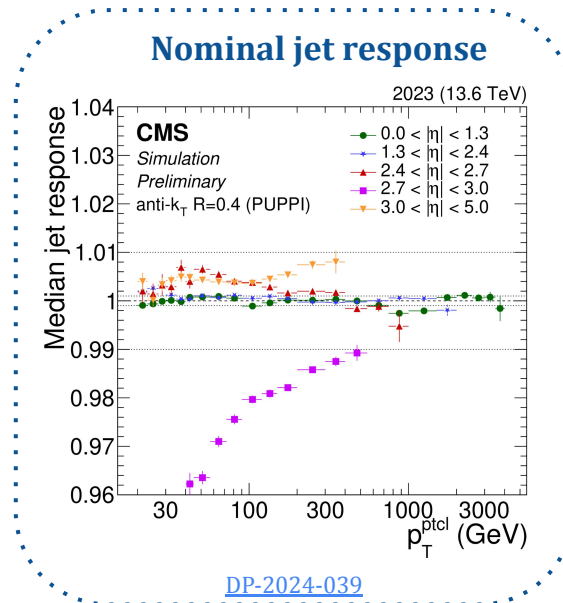 Nominal jet response
2023 (13.6 TeV)
Median jet response
1.04
1.03
1.02
1.01
1
0.99
0.98
0.97
0.96
CMS
Simulation
Preliminary
anti-k_T R=0.4 (PUPPI)
0.0 < |η| < 1.3
1.3 < |η| < 2.4
2.4 < |η| < 2.7
2.7 < |η| < 3.0
3.0 < |η| < 5.0
30 100 300 1000 3000
p_T^ptcl (GeV)
DP-2024-039